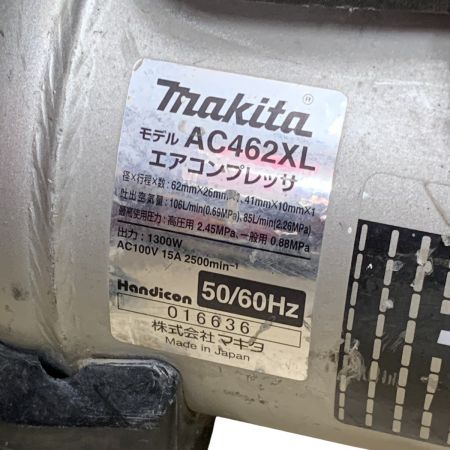 makita®
モデル AC462XL
エアコンプレッサ
径×行程×数：62mm×26mm×1, 41mm×10mm×1
吐出空気量：106L/min(0.69MPa), 85L/min(2.26MPa)
最高使用圧力：高圧用 2.45MPa、一般用 0.88MPa
出力：1300W
AC100V 15A 2500min⁻¹
Handicon 50/60Hz
016636
株式会社 マキタ
Made in Japan